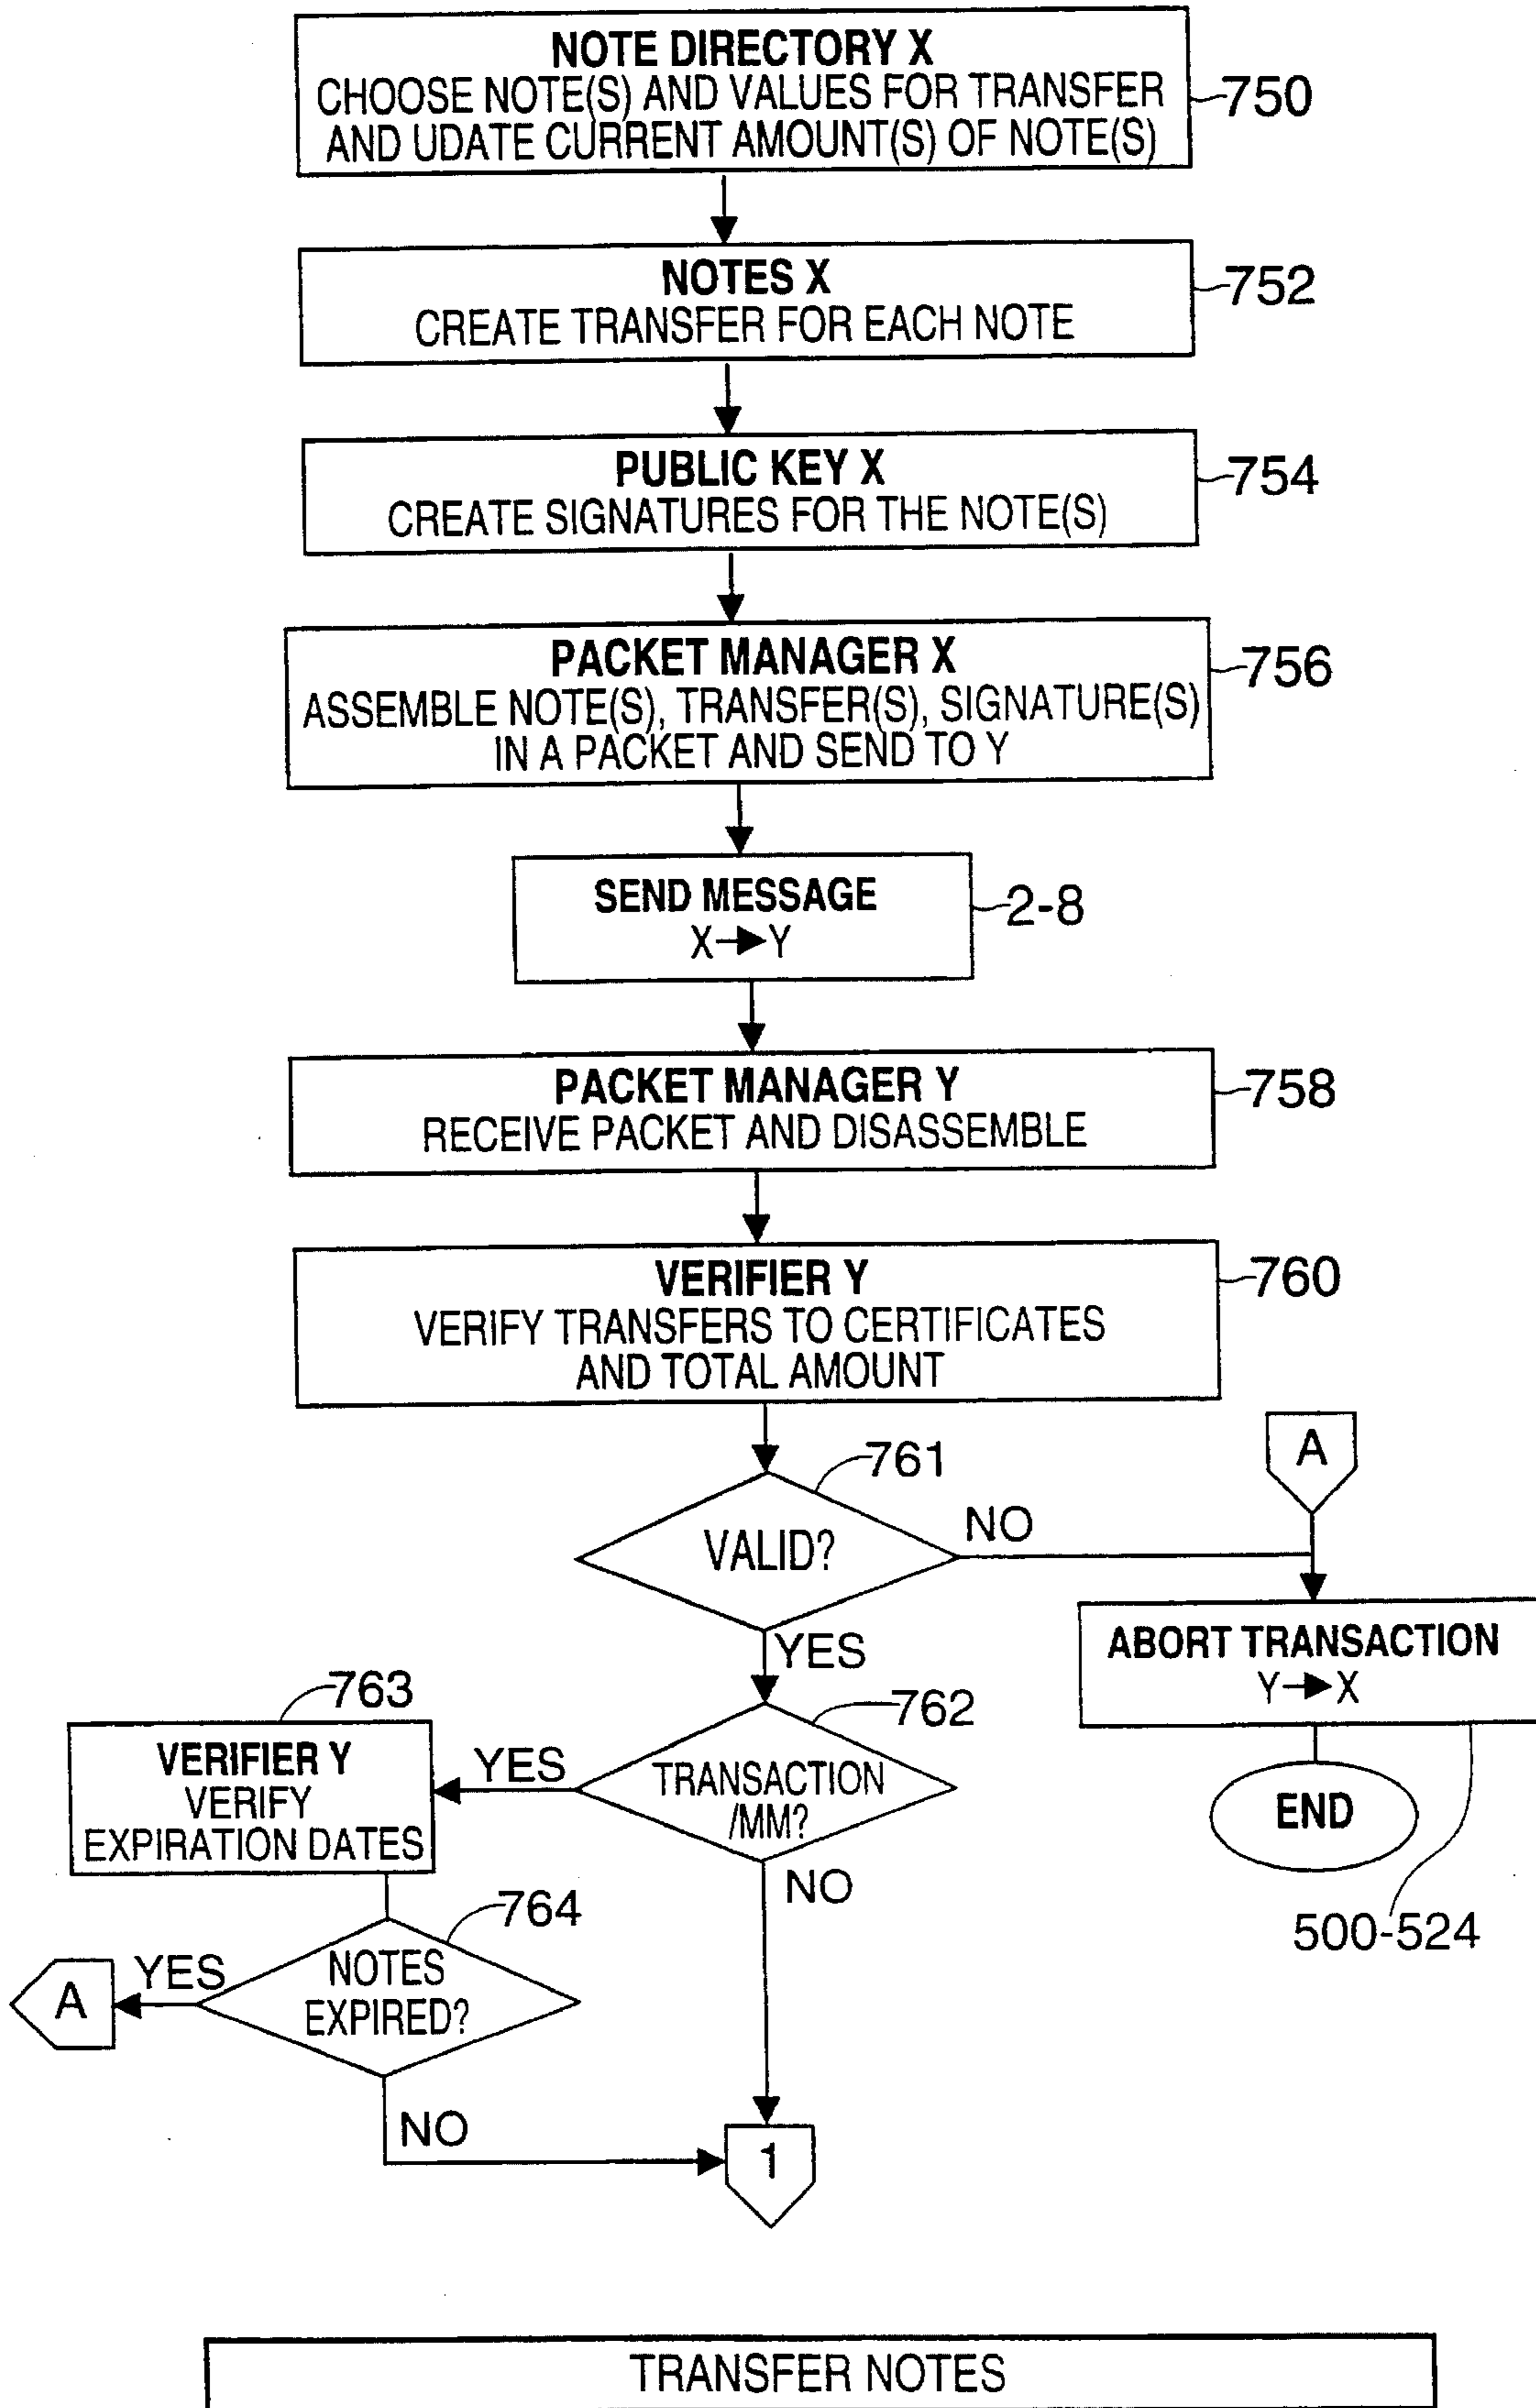 NOTE DIRECTORY X
CHOOSE NOTE(S) AND VALUES FOR TRANSFER
AND UDATE CURRENT AMOUNT(S) OF NOTE(S)
750
NOTES X
CREATE TRANSFER FOR EACH NOTE
752
PUBLIC KEY X
CREATE SIGNATURES FOR THE NOTE(S)
754
PACKET MANAGER X
ASSEMBLE NOTE(S), TRANSFER(S), SIGNATURE(S)
IN A PACKET AND SEND TO Y
756
SEND MESSAGE
X→Y
2-8
PACKET MANAGER Y
RECEIVE PACKET AND DISASSEMBLE
758
VERIFIER Y
VERIFY TRANSFERS TO CERTIFICATES
AND TOTAL AMOUNT
760
761
VALID?
NO
A
YES
ABORT TRANSACTION
Y→X
END
500-524
762
TRANSACTION
/MM?
YES
NO
763
VERIFIER Y
VERIFY
EXPIRATION DATES
764
NOTES
EXPIRED?
YES
A
NO
1
TRANSFER NOTES